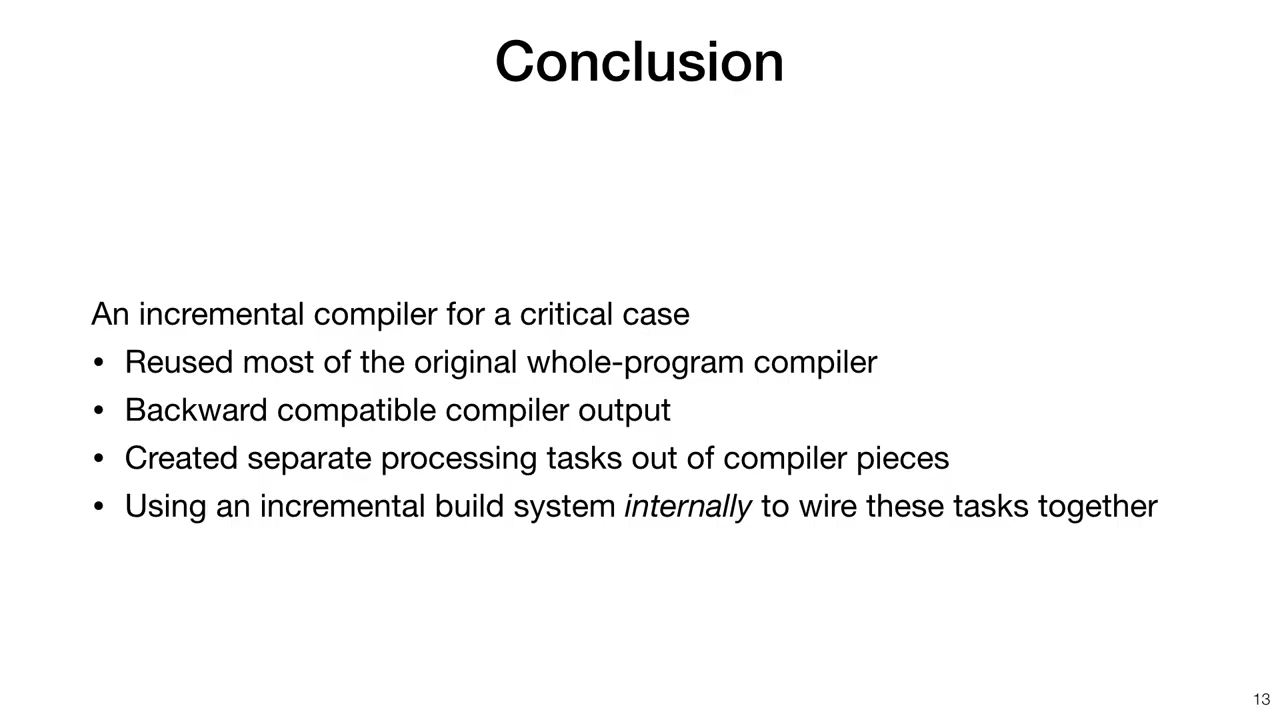 Conclusion
An incremental compiler for a critical case
• Reused most of the original whole-program compiler
• Backward compatible compiler output
• Created separate processing tasks out of compiler pieces
• Using an incremental build system internally to wire these tasks together
13